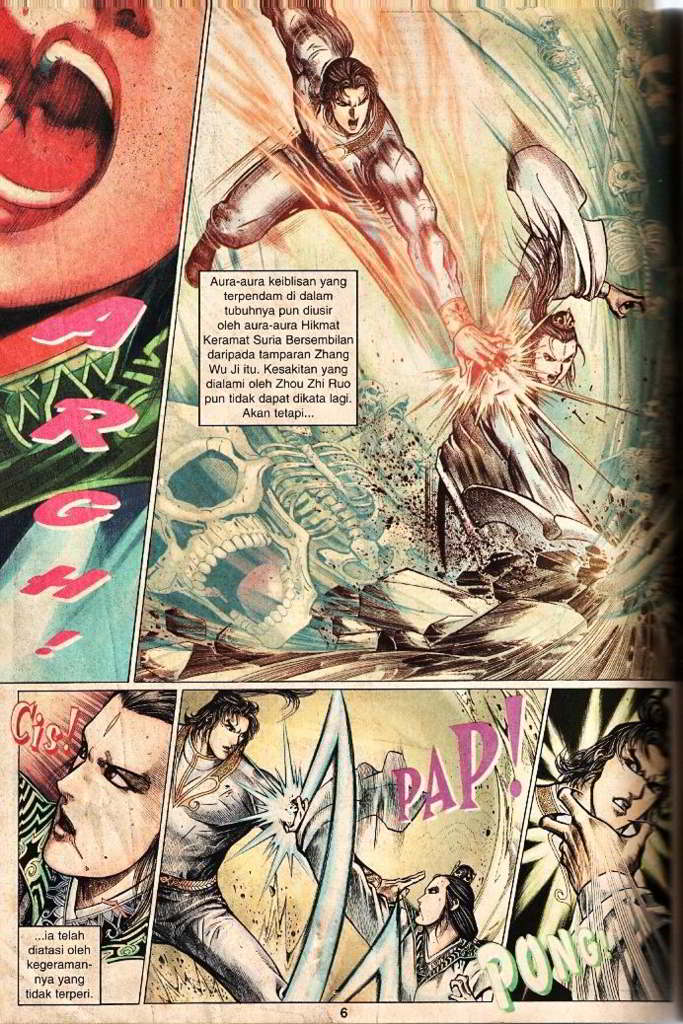 ARGH!
Aura-aura keiblisan yang
terpendam di dalam
tubuhnya pun diusir
oleh aura-aura Hikmat
Keramat Suria Bersembilan
daripada tamparan Zhang
Wu Ji itu. Kesakitan yang
dialami oleh Zhou Zhi Ruo
pun tidak dapat dikata lagi.
Akan tetapi...
Cis!
...ia telah
diatasi oleh
kegeraman-
nya yang
tidak terperi.
PAP!
PONG!
6